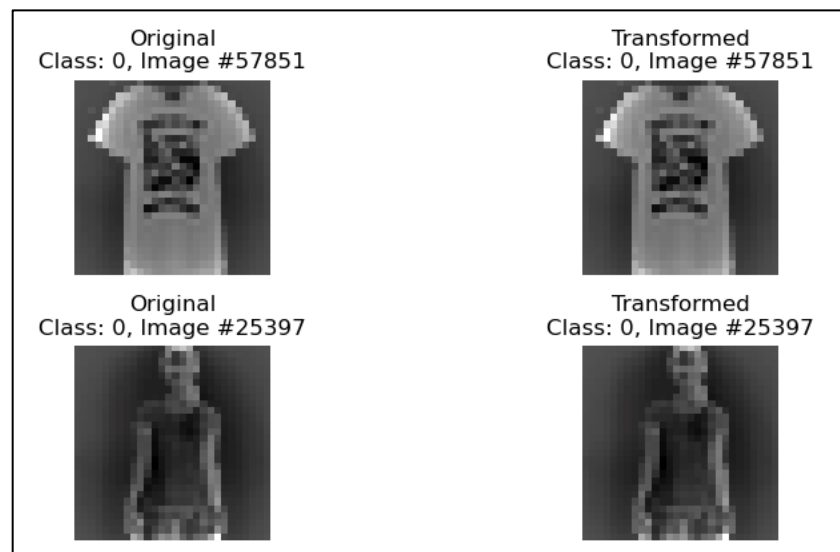 Original
Class: 0, Image #57851
Transformed
Class: 0, Image #57851
Original
Class: 0, Image #25397
Transformed
Class: 0, Image #25397